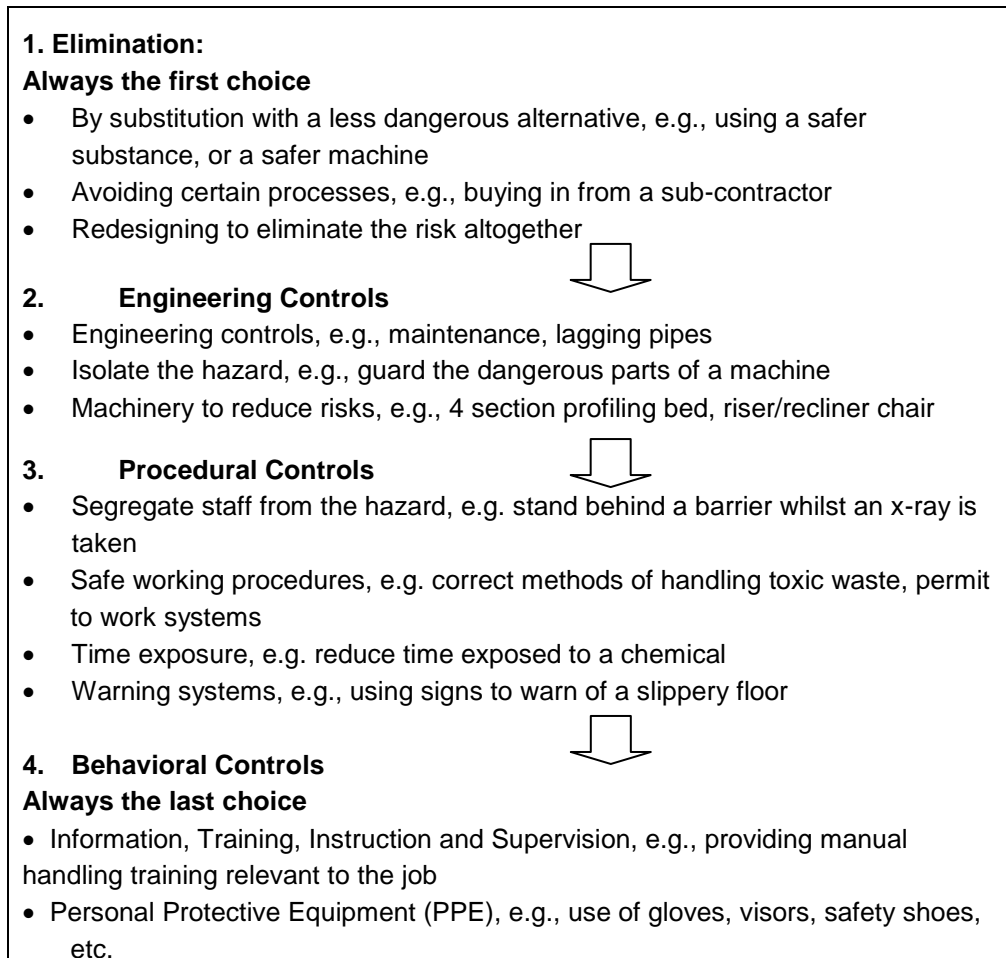 1. Elimination:
Always the first choice
• By substitution with a less dangerous alternative, e.g., using a safer
substance, or a safer machine
• Avoiding certain processes, e.g., buying in from a sub-contractor
• Redesigning to eliminate the risk altogether
2. Engineering Controls
• Engineering controls, e.g., maintenance, lagging pipes
• Isolate the hazard, e.g., guard the dangerous parts of a machine
• Machinery to reduce risks, e.g., 4 section profiling bed, riser/recliner chair
3. Procedural Controls
• Segregate staff from the hazard, e.g. stand behind a barrier whilst an x-ray is
taken
• Safe working procedures, e.g. correct methods of handling toxic waste, permit
to work systems
• Time exposure, e.g. reduce time exposed to a chemical
• Warning systems, e.g., using signs to warn of a slippery floor
4. Behavioral Controls
Always the last choice
• Information, Training, Instruction and Supervision, e.g., providing manual
handling training relevant to the job
• Personal Protective Equipment (PPE), e.g., use of gloves, visors, safety shoes,
etc.